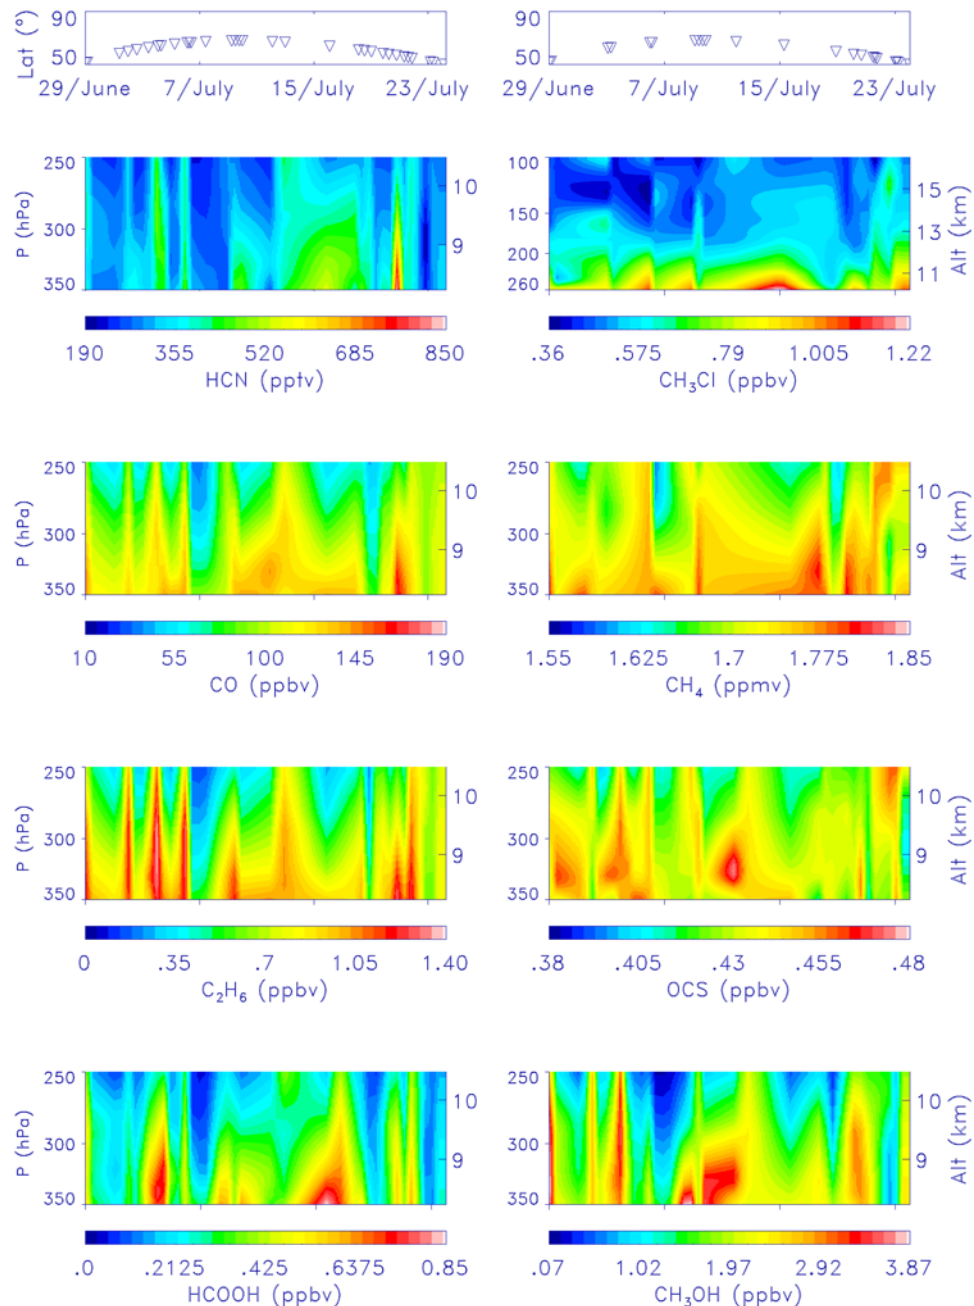 Lat (°) 90 50 90 50
29/June 7/July 15/July 23/July 29/June 7/July 15/July 23/July
P (hPa) 250 300 350 10 9 100 150 200 260 15 13 11 Alt (km)
190 355 520 685 850 .36 .575 .79 1.005 1.22
HCN (pptv) CH₃Cl (ppbv)
P (hPa) 250 300 350 10 9 250 300 350 10 9 Alt (km)
10 55 100 145 190 1.55 1.625 1.7 1.775 1.85
CO (ppbv) CH₄ (ppmv)
P (hPa) 250 300 350 10 9 250 300 350 10 9 Alt (km)
0 .35 .7 1.05 1.40 .38 .405 .43 .455 .48
C₂H₆ (ppbv) OCS (ppbv)
P (hPa) 250 300 350 10 9 250 300 350 10 9 Alt (km)
.0 .2125 .425 .6375 0.85 .07 1.02 1.97 2.92 3.87
HCOOH (ppbv) CH₃OH (ppbv)